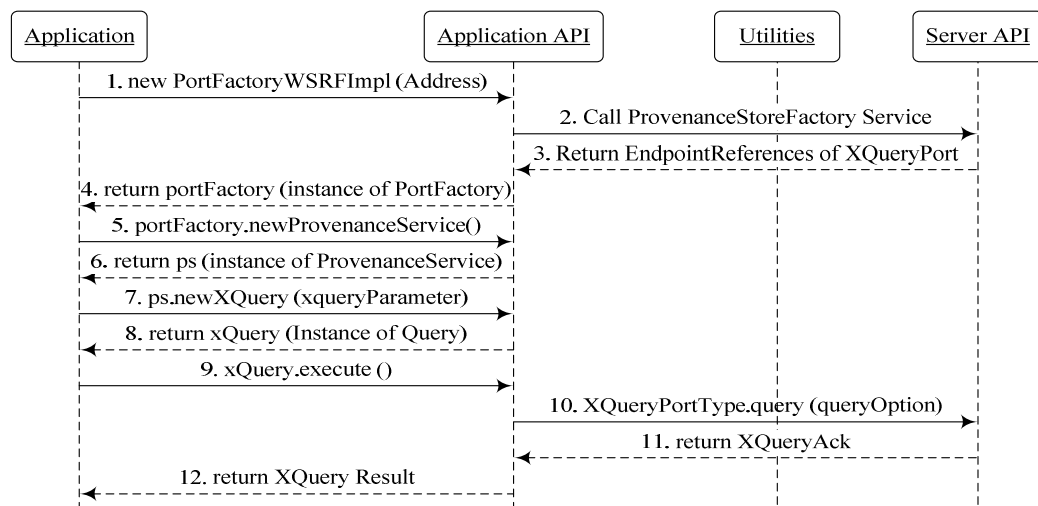 Application
Application API
Utilities
Server API
1. new PortFactoryWSRFImpl (Address)
2. Call ProvenanceStoreFactory Service
3. Return EndpointReferences of XQueryPort
4. return portFactory (instance of PortFactory)
5. portFactory.newProvenanceService()
6. return ps (instance of ProvenanceService)
7. ps.newXQuery (xqueryParameter)
8. return xQuery (Instance of Query)
9. xQuery.execute ()
10. XQueryPortType.query (queryOption)
11. return XQueryAck
12. return XQuery Result